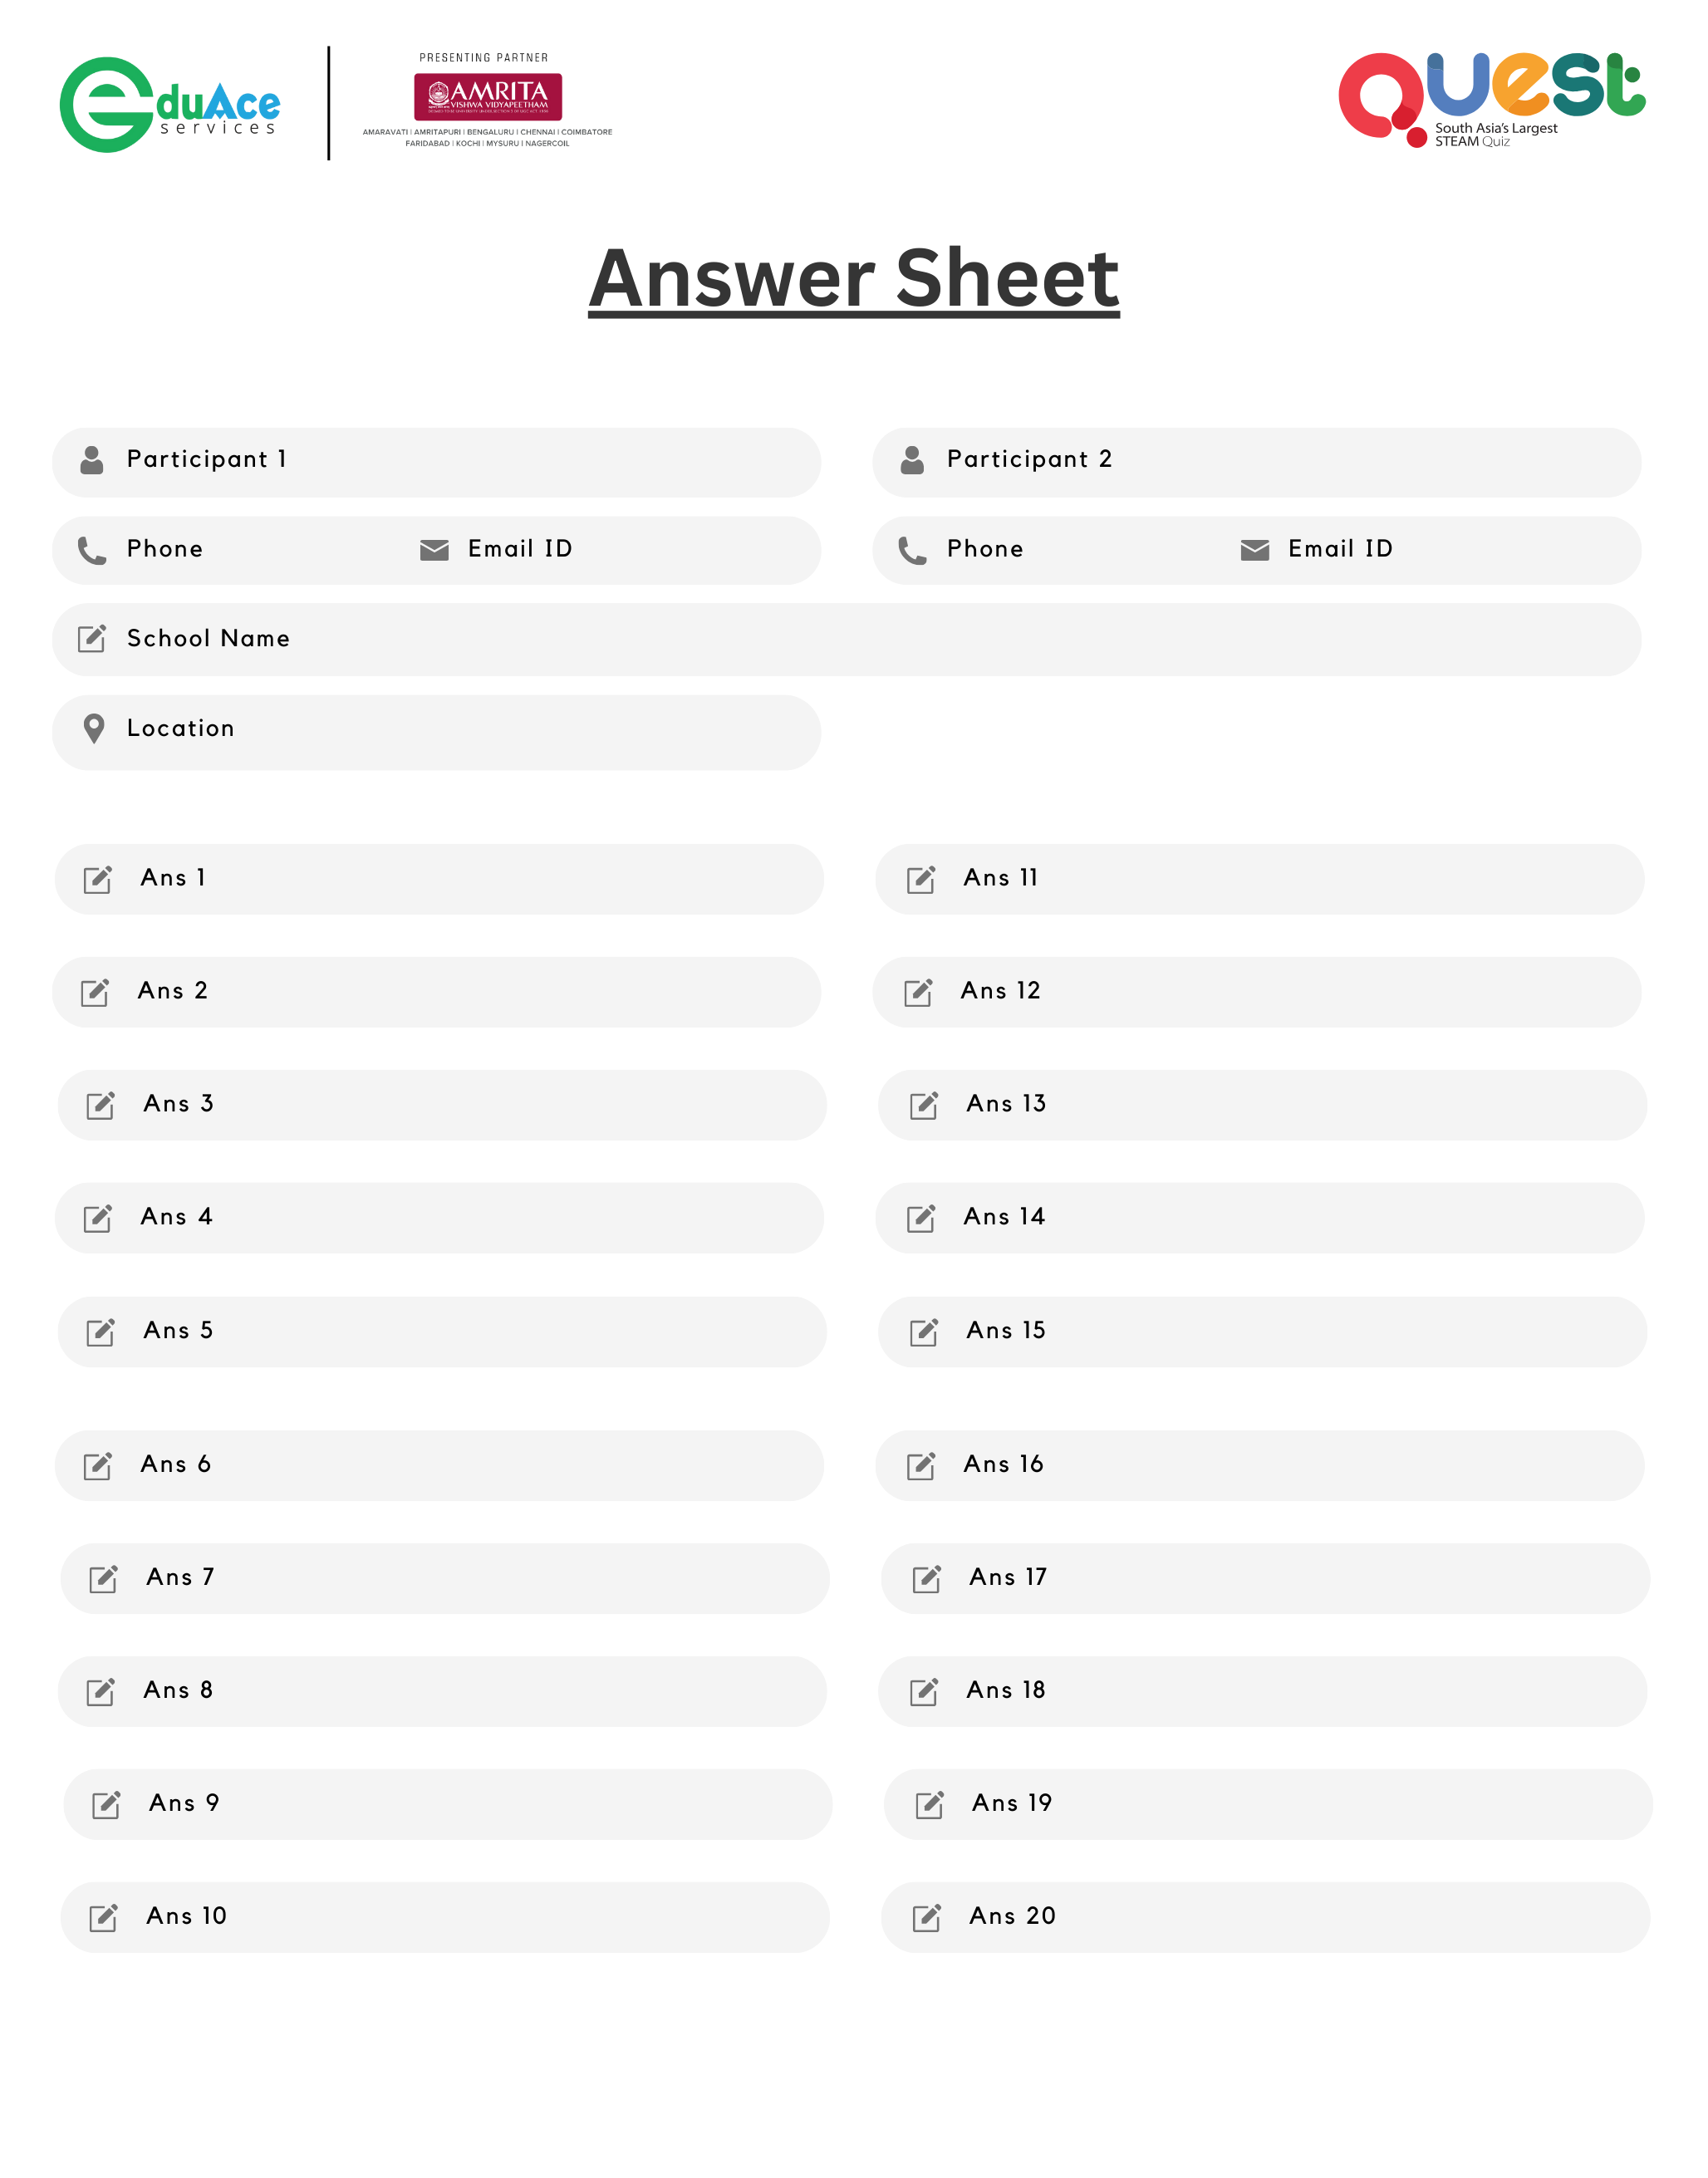 eduAce
services
PRESENTING PARTNER
AMRITA
VISHWA VIDYAPEETHAM
AMARAVATI | AMRITAPURI | BENGALURU | CHENNAI | COIMBATORE
FARIDABAD | KOCHI | MYSURU | NAGERCOIL
Quest
South Asia's Largest
STEAM Quiz
Answer Sheet
Participant 1
Participant 2
Phone
Email ID
Phone
Email ID
School Name
Location
Ans 1
Ans 11
Ans 2
Ans 12
Ans 3
Ans 13
Ans 4
Ans 14
Ans 5
Ans 15
Ans 6
Ans 16
Ans 7
Ans 17
Ans 8
Ans 18
Ans 9
Ans 19
Ans 10
Ans 20